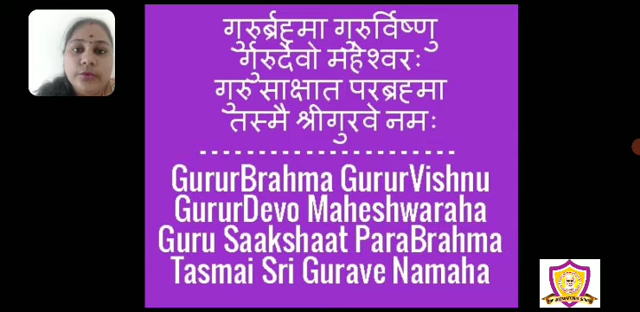 गुरुर्ब्रह्मा गुरुर्विष्णु
र्गुरुर्देवो महेश्वरः
गुरु साक्षात परब्रह्मा
तस्मै श्रीगुरवे नमः
GururBrahma GururVishnu
GururDevo Maheshwaraha
Guru Saakshaat ParaBrahma
Tasmai Sri Gurave Namaha